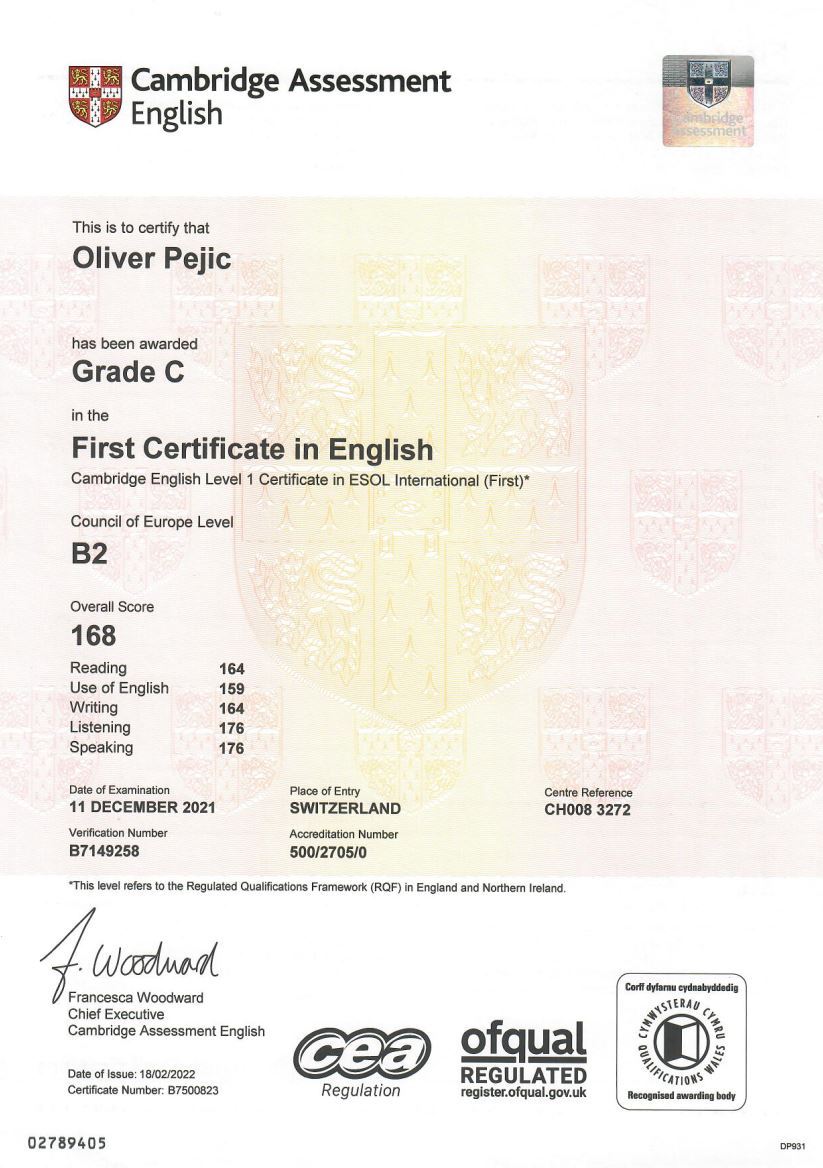 Cambridge Assessment
English
Cambridge
Assessment
This is to certify that
Oliver Pejic
has been awarded
Grade C
in the
First Certificate in English
Cambridge English Level 1 Certificate in ESOL International (First)*
Council of Europe Level
B2
Overall Score
168
Reading 164
Use of English 159
Writing 164
Listening 176
Speaking 176
Date of Examination Place of Entry Centre Reference
11 DECEMBER 2021 SWITZERLAND CH008 3272
Verification Number Accreditation Number
B7149258 500/2705/0
*This level refers to the Regulated Qualifications Framework (RQF) in England and Northern Ireland.
F. Woodward
Francesca Woodward
Chief Executive
Cambridge Assessment English
Date of Issue: 18/02/2022
Certificate Number: B7500823
cea
Regulation
ofqual
REGULATED
register.ofqual.gov.uk
Corff dyfarnu cydnabyddedig
CYMWYSTERAU CYMRU
QUALIFICATIONS WALES
Recognised awarding body
02789405
DP931